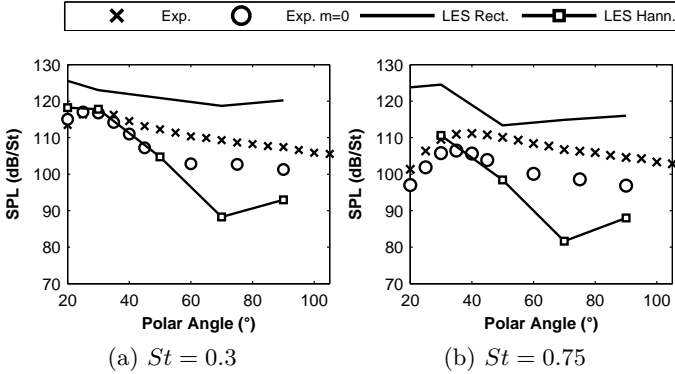 Exp. Exp. m=0 LES Rect. LES Hann.
130
120
110
100
90
80
70
SPL (dB/St)
20 40 60 80 100
Polar Angle (°)
(a) St = 0.3
130
120
110
100
90
80
70
SPL (dB/St)
20 40 60 80 100
Polar Angle (°)
(b) St = 0.75